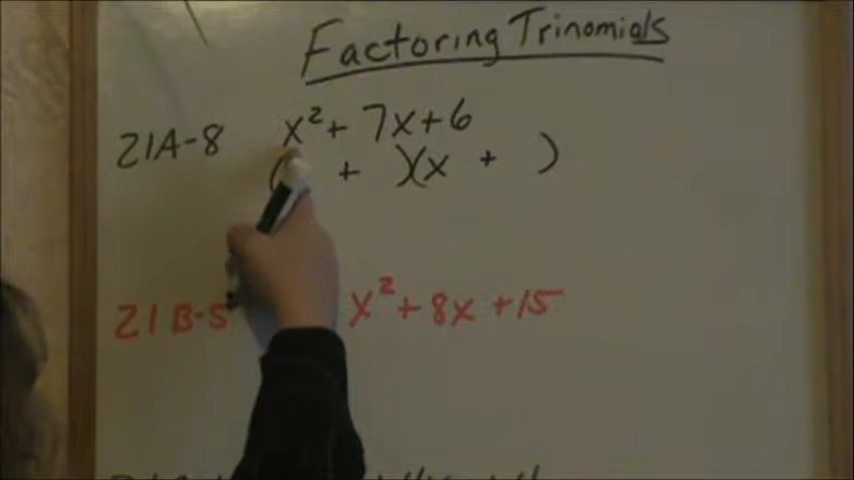 Factoring Trinomials
21A-8 x²+ 7x+6
( + )(x + )
21B-5 x²+8x+15